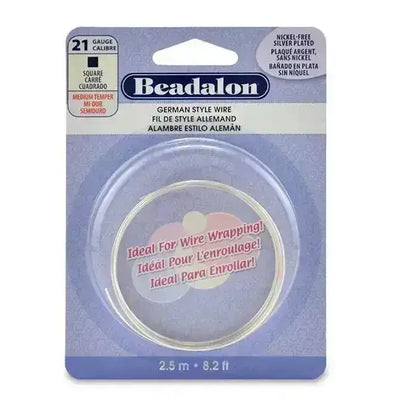 21 GAUGE
CALIBRE
SQUARE
CARRÉ
CUADRADO
MEDIUM TEMPER
MI-DUR
SEMIDURO
NICKEL-FREE
SILVER PLATED
PLAQUÉ ARGENT,
SANS NICKEL
BAÑADO EN PLATA
SIN NÍQUEL
Beadalon
GERMAN STYLE WIRE
FIL DE STYLE ALLEMAND
ALAMBRE ESTILO ALEMÁN
Ideal For Wire Wrapping!
Idéal Pour L'enroulage!
Ideal Para Enrollar!
2.5 m • 8.2 ft